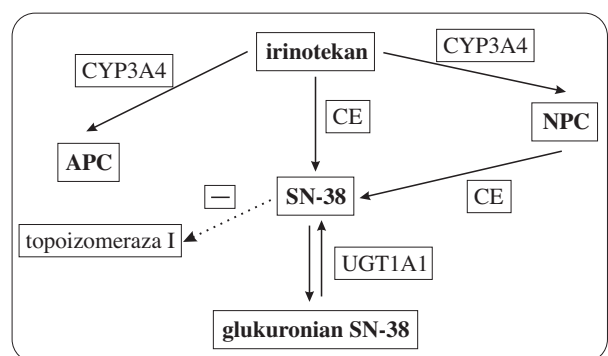 irinotekan
CYP3A4
CYP3A4
CE
NPC
APC
—
SN-38
CE
topoizomeraza I
UGT1A1
glukuronian SN-38